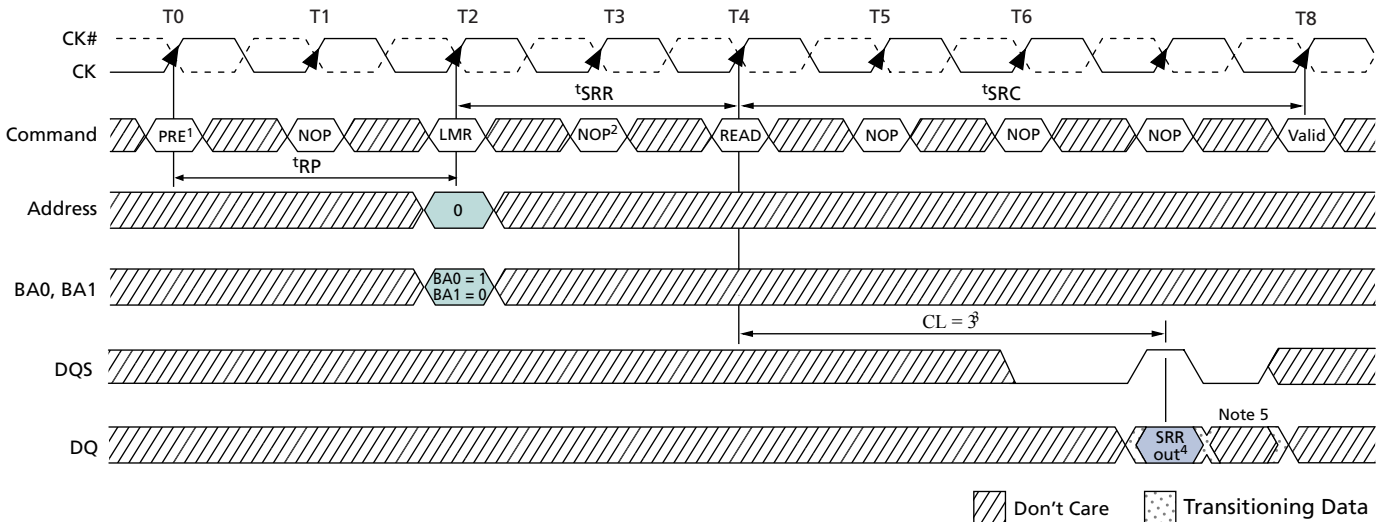 T0 T1 T2 T3 T4 T5 T6 T8
CK#
CK
tSRR tSRC
Command PRE1 NOP LMR NOP2 READ NOP NOP NOP Valid
tRP
Address 0
BA0, BA1 BA0 = 1
BA1 = 0
CL = 33
DQS
Note 5
DQ SRR
out4
Don't Care Transitioning Data